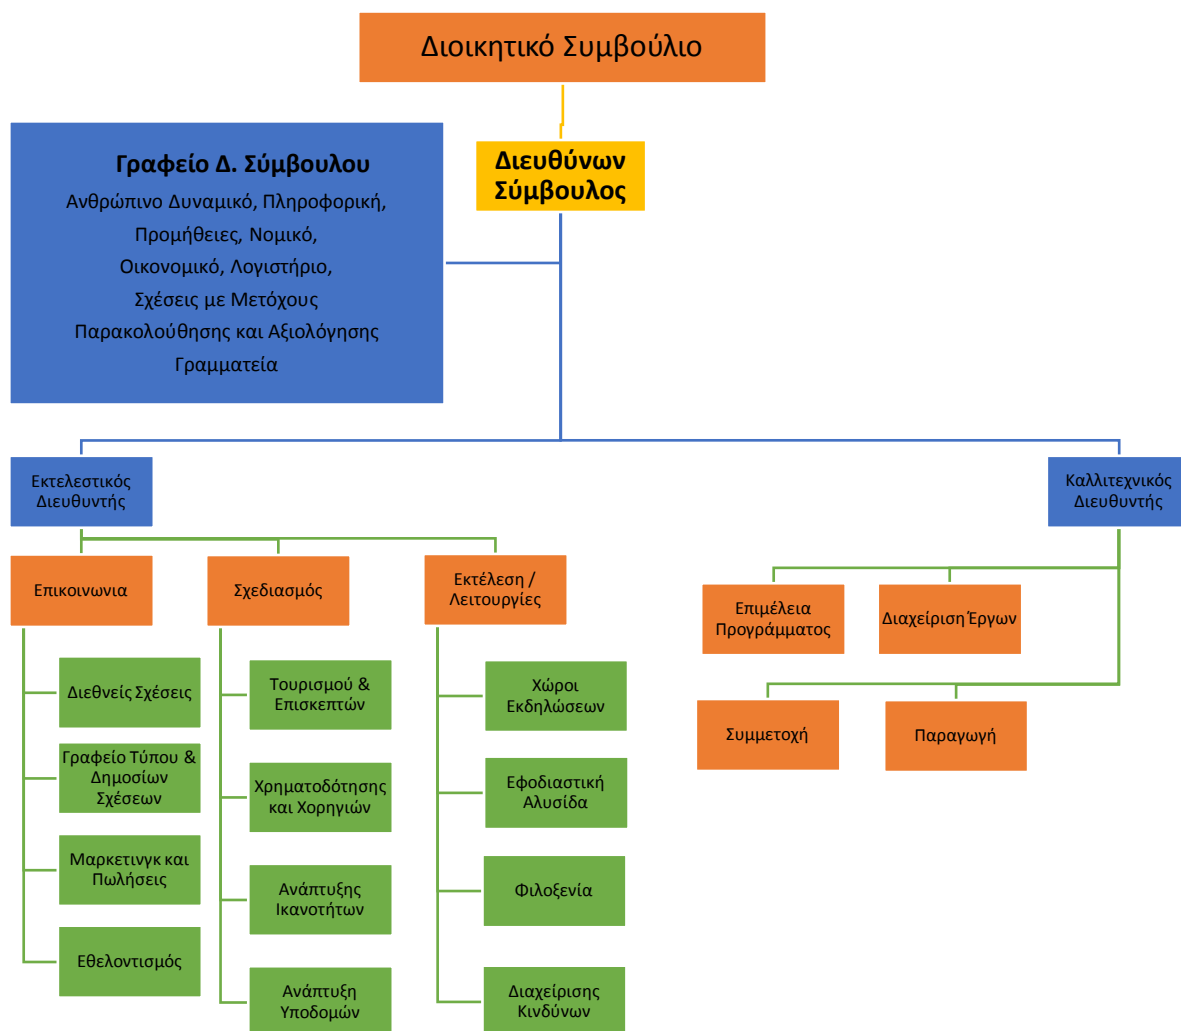 Διοικητικό Συμβούλιο
Γραφείο Δ. Σύμβουλου
Ανθρώπινο Δυναμικό, Πληροφορική,
Προμήθειες, Νομικό,
Οικονομικό, Λογιστήριο,
Σχέσεις με Μετόχους
Παρακολούθησης και Αξιολόγησης
Γραμματεία
Διευθύνων
Σύμβουλος
Εκτελεστικός
Διευθυντής
Καλλιτεχνικός
Διευθυντής
Επικοινωνια
Διεθνείς Σχέσεις
Γραφείο Τύπου &
Δημοσίων
Σχέσεων
Μαρκετινγκ και
Πωλήσεις
Εθελοντισμός
Σχεδιασμός
Τουρισμού &
Επισκεπτών
Χρηματοδότησης
και Χορηγιών
Ανάπτυξης
Ικανοτήτων
Ανάπτυξη
Υποδομών
Εκτέλεση /
Λειτουργίες
Χώροι
Εκδηλώσεων
Εφοδιαστική
Αλυσίδα
Φιλοξενία
Διαχείρισης
Κινδύνων
Επιμέλεια
Προγράμματος
Διαχείριση Έργων
Συμμετοχή
Παραγωγή